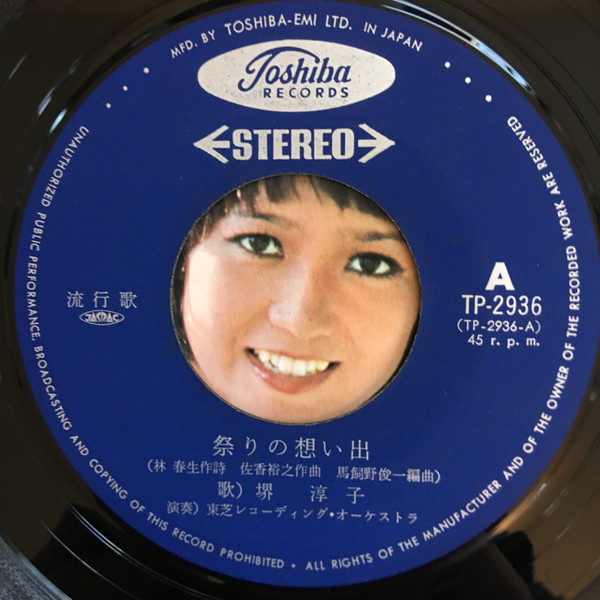 MFD. BY TOSHIBA-EMI LTD. IN JAPAN
Toshiba
RECORDS
STEREO
A
TP-2936
(TP-2936-A)
45 r.p.m.
流行歌
JASRAC
祭りの想い出
(林 春生作詩 佐香裕之作曲 馬飼野俊一編曲)
歌) 堺 淳子
演奏) 東芝レコーディング・オーケストラ
UNAUTHORIZED PUBLIC PERFORMANCE, BROADCASTING AND COPYING OF THIS RECORD PROHIBITED • ALL RIGHTS OF THE MANUFACTURER AND OF THE OWNER OF THE RECORDED WORK ARE RESERVED